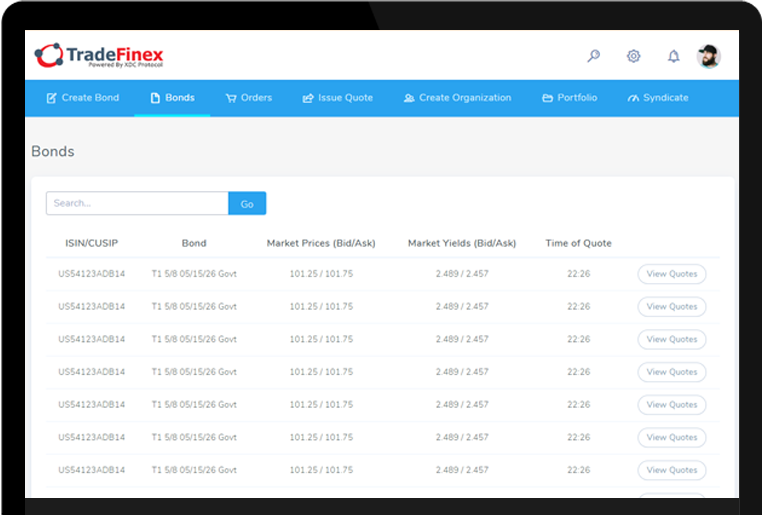 TradeFinex
Powered By XDC Protocol
Create Bond Bonds Orders Issue Quote Create Organization Portfolio Syndicate
Bonds
Search... Go
ISIN/CUSIP Bond Market Prices (Bid/Ask) Market Yields (Bid/Ask) Time of Quote
US54123ADB14 T1 5/8 05/15/26 Govt 101.25 / 101.75 2.489 / 2.457 22:26 View Quotes
US54123ADB14 T1 5/8 05/15/26 Govt 101.25 / 101.75 2.489 / 2.457 22:26 View Quotes
US54123ADB14 T1 5/8 05/15/26 Govt 101.25 / 101.75 2.489 / 2.457 22:26 View Quotes
US54123ADB14 T1 5/8 05/15/26 Govt 101.25 / 101.75 2.489 / 2.457 22:26 View Quotes
US54123ADB14 T1 5/8 05/15/26 Govt 101.25 / 101.75 2.489 / 2.457 22:26 View Quotes
US54123ADB14 T1 5/8 05/15/26 Govt 101.25 / 101.75 2.489 / 2.457 22:26 View Quotes
US54123ADB14 T1 5/8 05/15/26 Govt 101.25 / 101.75 2.489 / 2.457 22:26 View Quotes